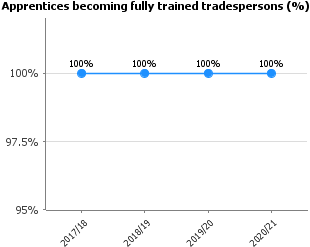 Apprentices becoming fully trained tradespersons (%)
100% 100% 100% 100%
100%
97.5%
95%
2017/18 2018/19 2019/20 2020/21